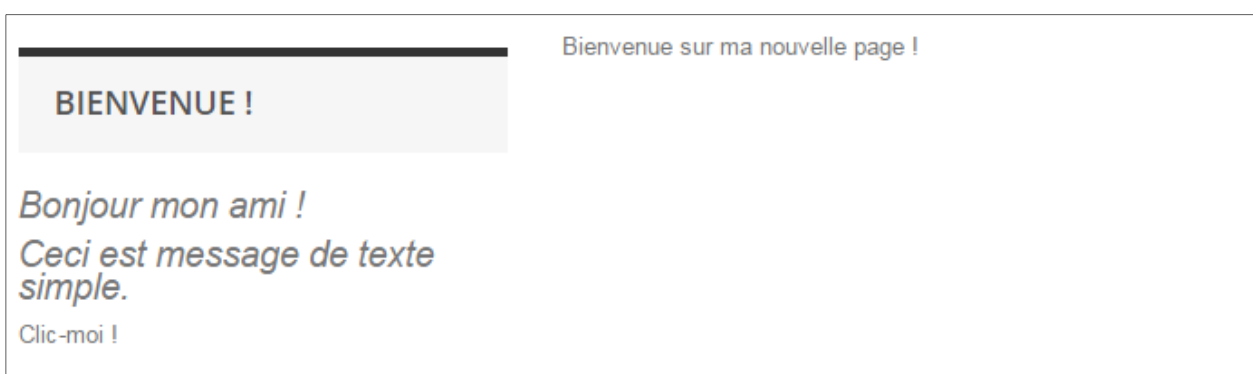 BIENVENUE !
Bonjour mon ami !
Ceci est message de texte
simple.
Clic-moi !
Bienvenue sur ma nouvelle page !